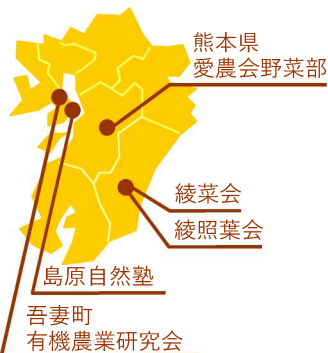 熊本県
愛農会野菜部
綾菜会
綾照葉会
島原自然塾
吾妻町
有機農業研究会